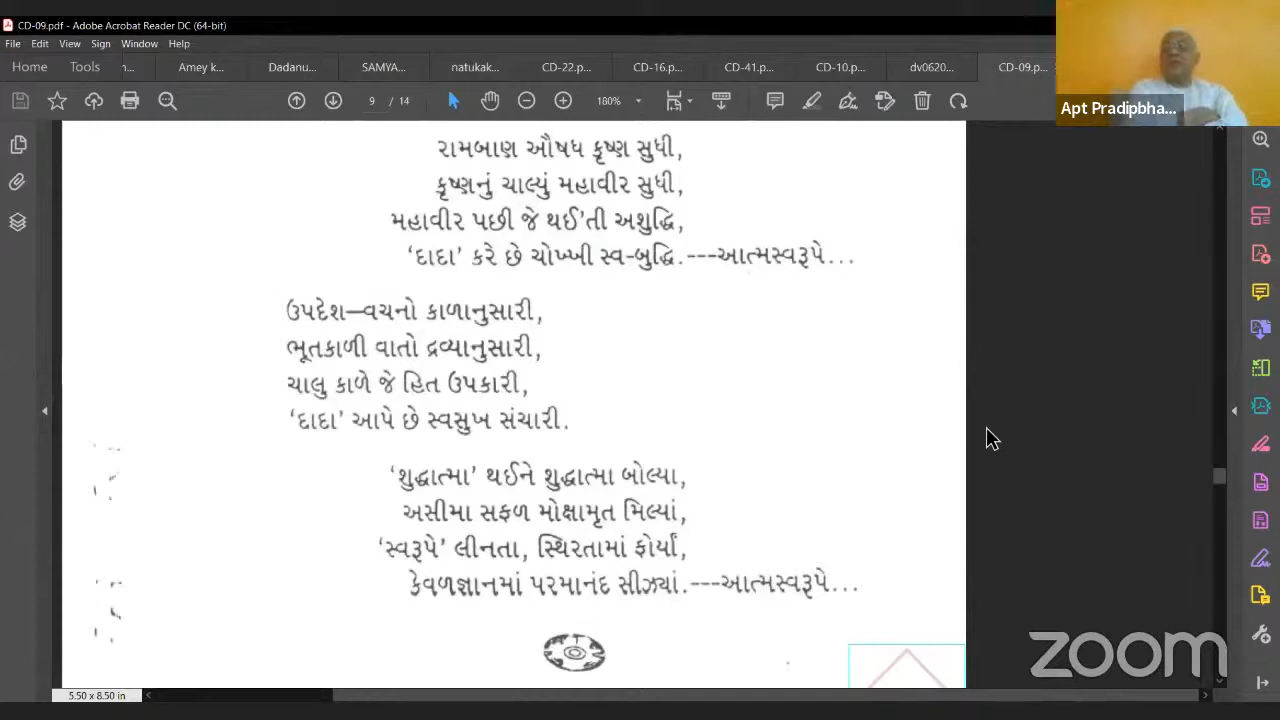 CD-09.pdf - Adobe Acrobat Reader DC (64-bit)
File Edit View Sign Window Help
Home Tools n... Amey k... Dadanu... SAMYA... natukak... CD-22.p... CD-16.p... CD-41.p... CD-10.p... dv0620... CD-09.p...
9 / 14 180%
Apt Pradipbha...
રામબાણ ઔષધ કૃષ્ણ સુધી,
કૃષ્ણનું ચાલ્યું મહાવીર સુધી,
મહાવીર પછી જે થઈ'તી અશુદ્ધિ,
'દાદા' કરે છે ચોખ્ખી સ્વ-બુદ્ધિ.---આત્મસ્વરૂપે...
ઉપદેશ—વચનો કાળાનુસારી,
ભૂતકાળી વાતો દ્રવ્યાનુસારી,
ચાલુ કાળે જે હિત ઉપકારી,
'દાદા' આપે છે સ્વસુખ સંચારી.
'શુદ્ધાત્મા' થઈને શુદ્ધાત્મા બોલ્યા,
અસીમા સફળ મોક્ષામૃત મિલ્યાં,
'સ્વરૂપે' લીનતા, સ્થિરતામાં ફોર્યાં,
કેવળજ્ઞાનમાં પરમાનંદ સીઝ્યાં.---આત્મસ્વરૂપે...
zoom
5.50 x 8.50 in